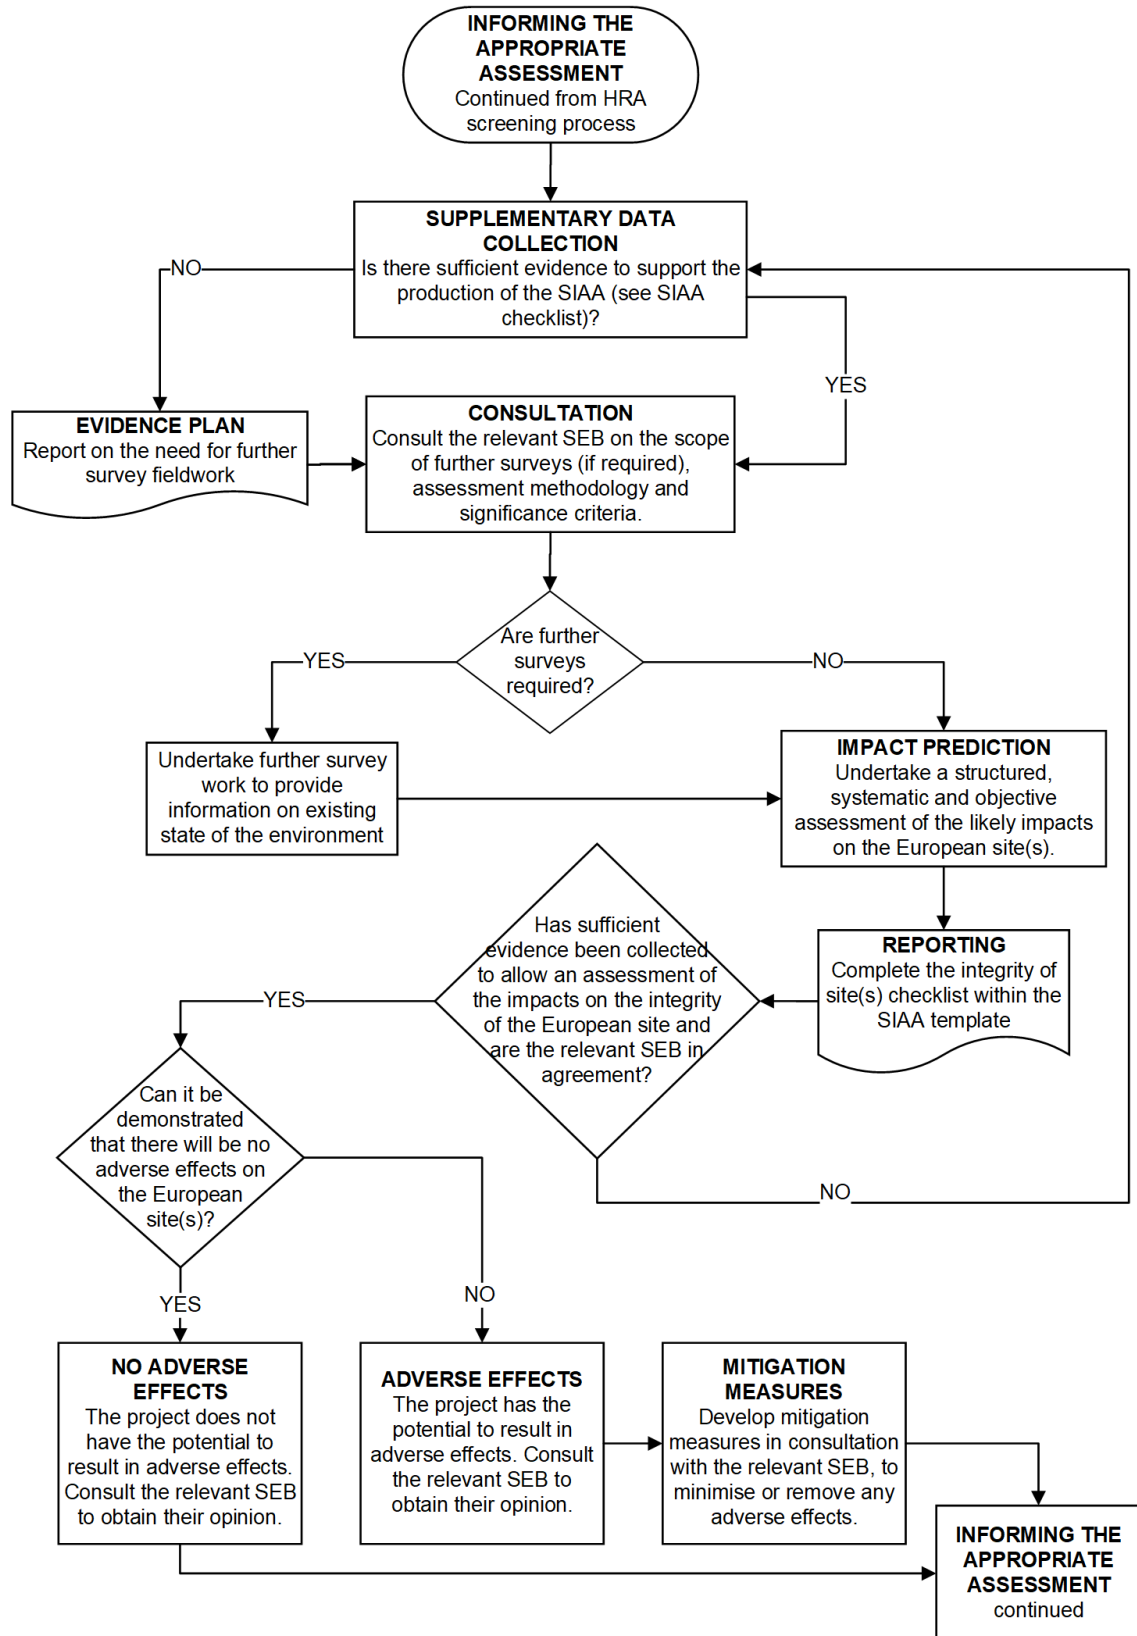 INFORMING THE
APPROPRIATE
ASSESSMENT
Continued from HRA
screening process
SUPPLEMENTARY DATA
COLLECTION
Is there sufficient evidence to support the
production of the SIAA (see SIAA
checklist)?
NO
YES
EVIDENCE PLAN
Report on the need for further
survey fieldwork
CONSULTATION
Consult the relevant SEB on the scope
of further surveys (if required),
assessment methodology and
significance criteria.
Are further
surveys
required?
YES
NO
Undertake further survey
work to provide
information on existing
state of the environment
IMPACT PREDICTION
Undertake a structured,
systematic and objective
assessment of the likely impacts
on the European site(s).
REPORTING
Complete the integrity of
site(s) checklist within the
SIAA template
Has sufficient
evidence been collected
to allow an assessment of
the impacts on the integrity
of the European site and
are the relevant SEB in
agreement?
YES
NO
Can it be
demonstrated
that there will be no
adverse effects on
the European
site(s)?
YES
NO
NO ADVERSE
EFFECTS
The project does not
have the potential to
result in adverse effects.
Consult the relevant SEB
to obtain their opinion.
ADVERSE EFFECTS
The project has the
potential to result in
adverse effects. Consult
the relevant SEB to
obtain their opinion.
MITIGATION
MEASURES
Develop mitigation
measures in consultation
with the relevant SEB, to
minimise or remove any
adverse effects.
INFORMING THE
APPROPRIATE
ASSESSMENT
continued